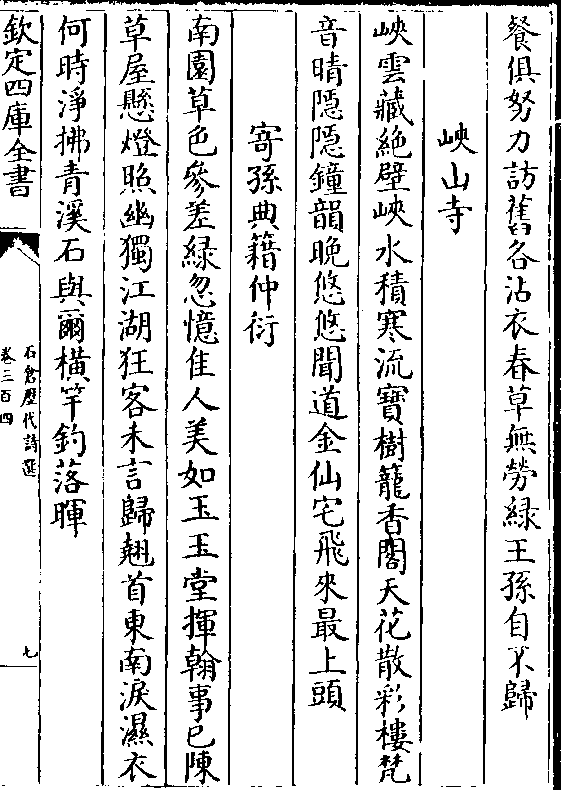 餐俱努力訪舊各沾衣春草無勞緑王孫自不歸
峽山寺
峽雲藏絶壁峽水積寒流寶樹籠香閣天花散彩樓梵
音晴隠隠鐘韻晚悠悠聞道金仙宅飛來最上頭
寄孫典籍仲衍
南園草色參差緑忽憶佳人美如玉玉堂揮翰事已陳
草屋懸燈照幽獨江湖狂客未言歸翹首東南淚濕衣
何時淨拂青溪石與爾橫竿釣落暉
欽定四庫全書
石倉歴代詩選
卷三百四
七